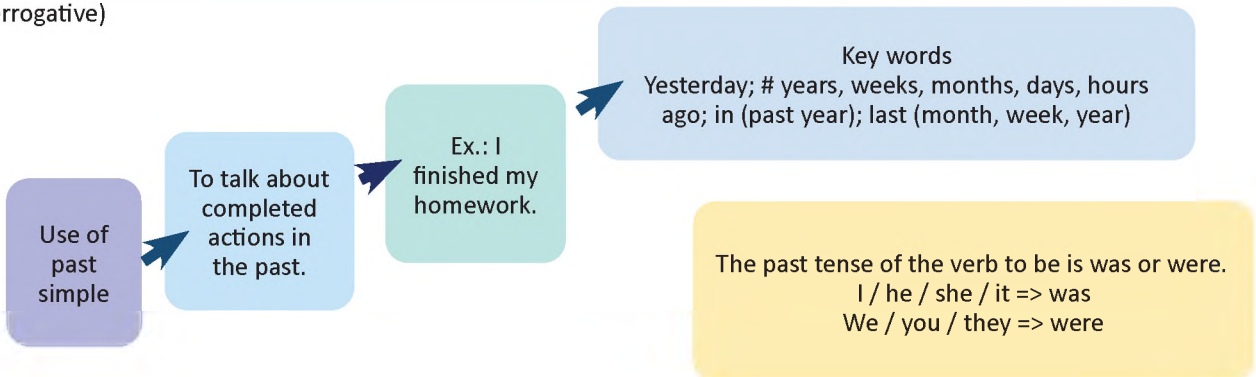 rrogative)
Use of
past
simple
To talk about
completed
actions in
the past.
Ex.: I
finished my
homework.
Key words
Yesterday; # years, weeks, months, days, hours
ago; in (past year); last (month, week, year)
The past tense of the verb to be is was or were.
I / he / she / it => was
We / you / they => were